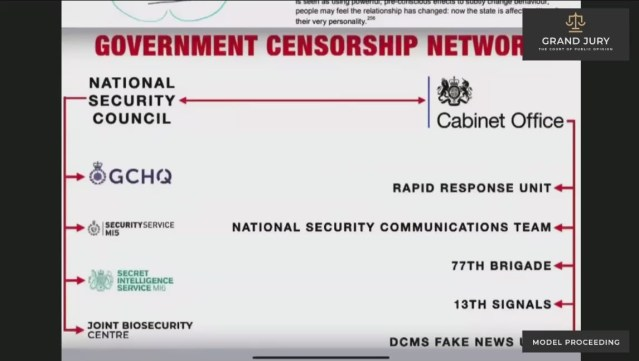 is seen as using powerful, pre-conscious effects to subtly change behaviour,
people may feel the relationship has changed: now the state is affecti
their very personality.
GOVERNMENT CENSORSHIP NETWOR
GRAND JURY
THE COURT OF PUBLIC OPINION
NATIONAL
SECURITY
COUNCIL
Cabinet Office
GCHQ
RAPID RESPONSE UNIT
SECURITY SERVICE
MI5
NATIONAL SECURITY COMMUNICATIONS TEAM
SECRET
INTELLIGENCE
SERVICE MI6
77TH BRIGADE
13TH SIGNALS
JOINT BIOSECURITY
CENTRE
DCMS FAKE NEWS U
MODEL PROCEEDING